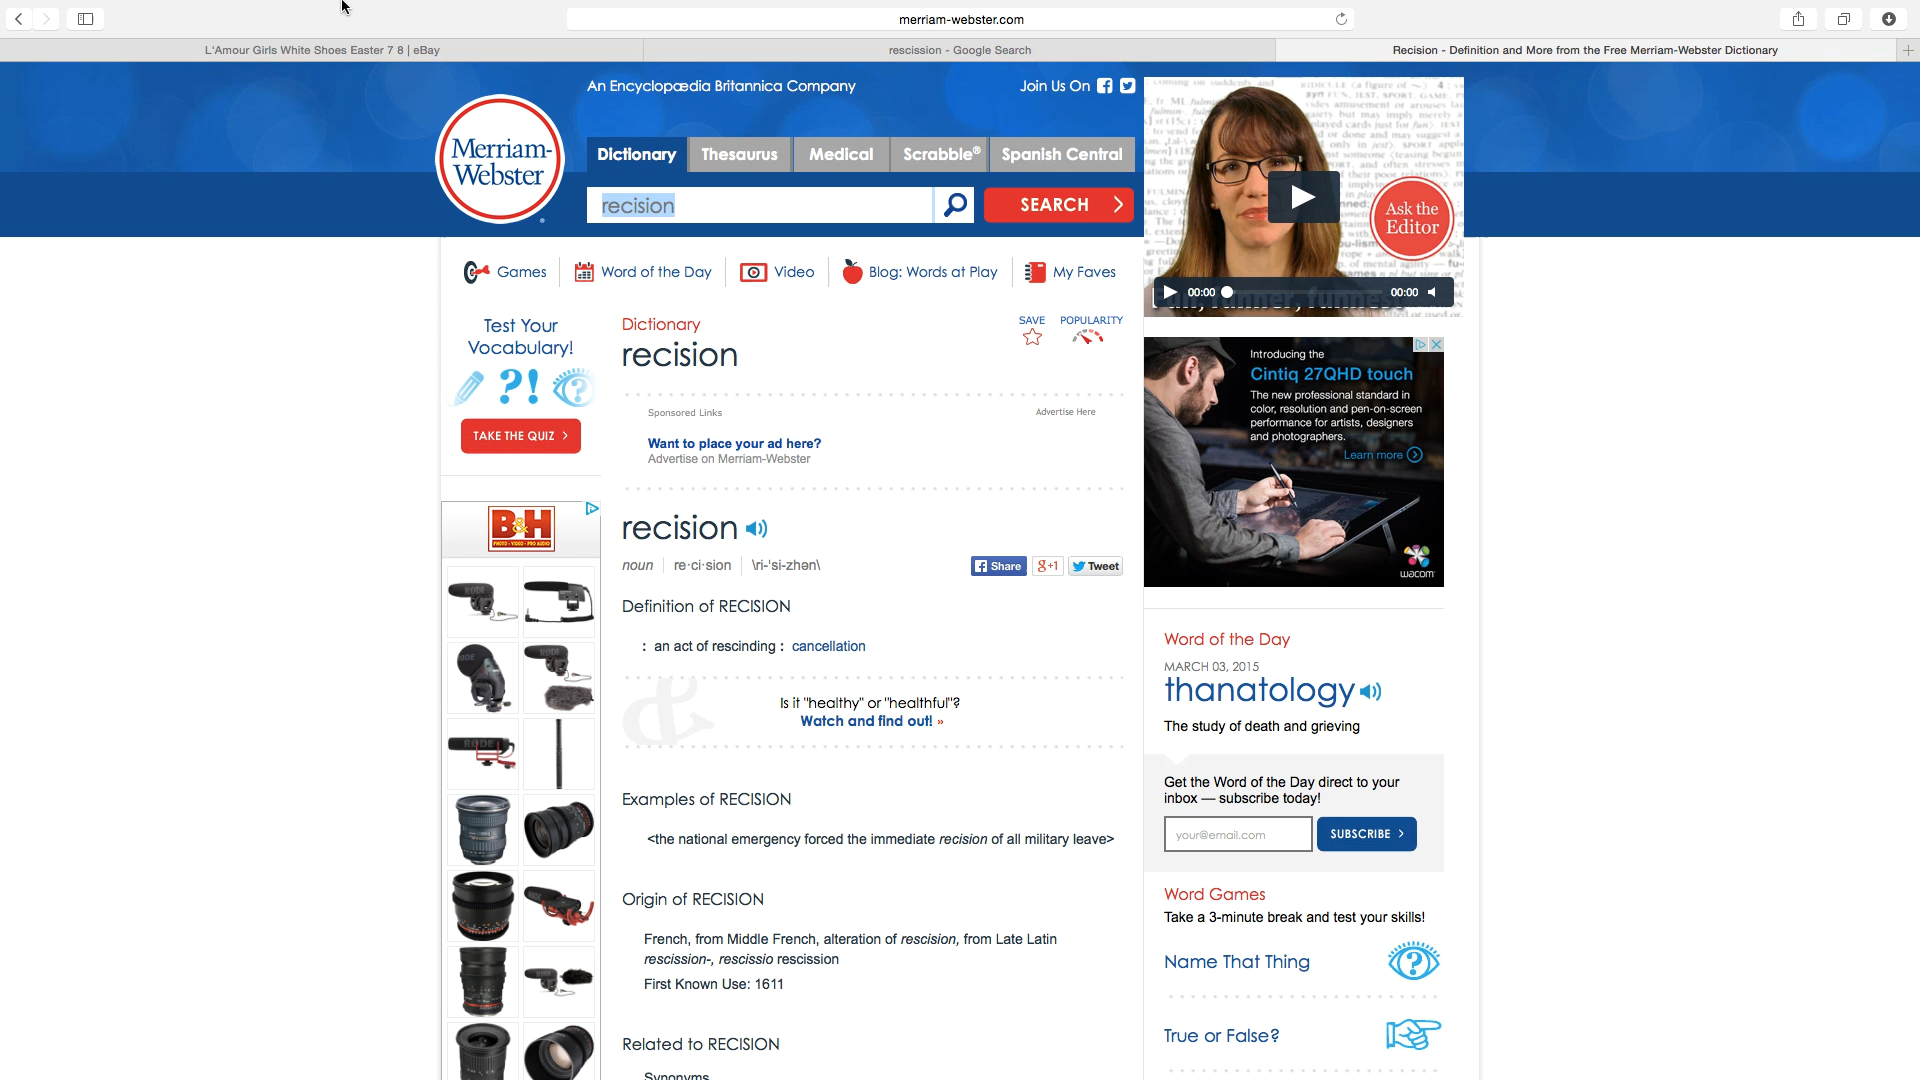 merriam-webster.com
L'Amour Girls White Shoes Easter 7 8 | eBay
rescission - Google Search
Recision - Definition and More from the Free Merriam-Webster Dictionary
An Encyclopædia Britannica Company
Join Us On
Merriam-
Webster
Dictionary
Thesaurus
Medical
Scrabble®
Spanish Central
recision
SEARCH
Ask the
Editor
00:00
00:00
Games
Word of the Day
Video
Blog: Words at Play
My Faves
Test Your
Vocabulary!
?!
TAKE THE QUIZ
Dictionary
recision
SAVE
POPULARITY
Sponsored Links
Advertise Here
Want to place your ad here?
Advertise on Merriam-Webster
B&H
PHOTO · VIDEO · PRO AUDIO
recision
noun
re·ci·sion
\ri-ˈsi-zhən\
Share
g+1
Tweet
Definition of RECISION
: an act of rescinding : cancellation
Is it "healthy" or "healthful"?
Watch and find out! »
Examples of RECISION
<the national emergency forced the immediate recision of all military leave>
Origin of RECISION
French, from Middle French, alteration of rescision, from Late Latin
rescission-, rescissio rescission
First Known Use: 1611
Related to RECISION
Synonyms
Introducing the
Cintiq 27QHD touch
The new professional standard in
color, resolution and pen-on-screen
performance for artists, designers
and photographers.
Learn more
wacom
Word of the Day
MARCH 03, 2015
thanatology
The study of death and grieving
Get the Word of the Day direct to your
inbox — subscribe today!
your@email.com
SUBSCRIBE
Word Games
Take a 3-minute break and test your skills!
Name That Thing
True or False?